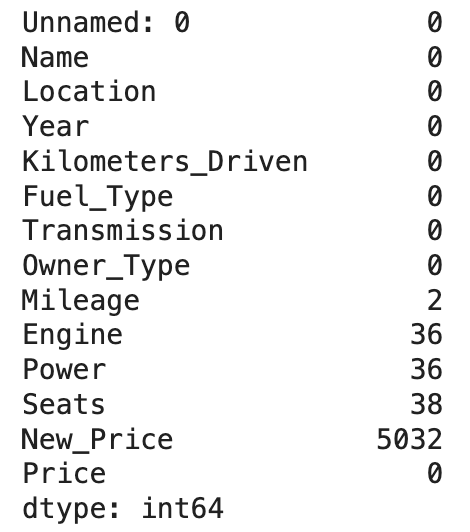 Unnamed: 0 0
Name 0
Location 0
Year 0
Kilometers_Driven 0
Fuel_Type 0
Transmission 0
Owner_Type 0
Mileage 2
Engine 36
Power 36
Seats 38
New_Price 5032
Price 0
dtype: int64